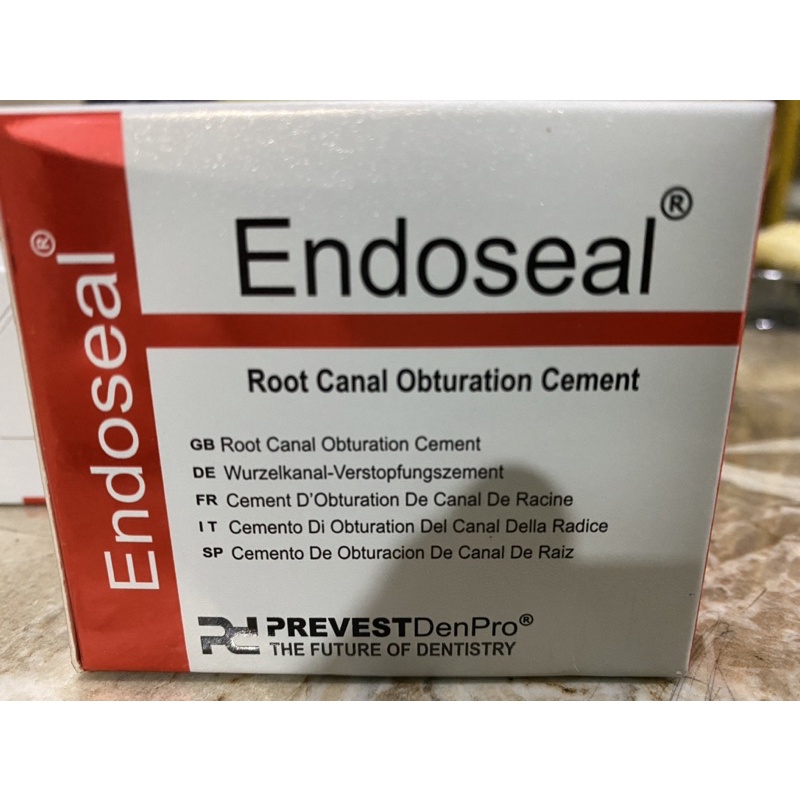 Endoseal®
Endoseal®
Root Canal Obturation Cement
GB Root Canal Obturation Cement
DE Wurzelkanal-Verstopfungszement
FR Cement D'Obturation De Canal De Racine
IT Cemento Di Obturation Del Canal Della Radice
SP Cemento De Obturacion De Canal De Raiz
Pd PREVESTDenPro®
THE FUTURE OF DENTISTRY